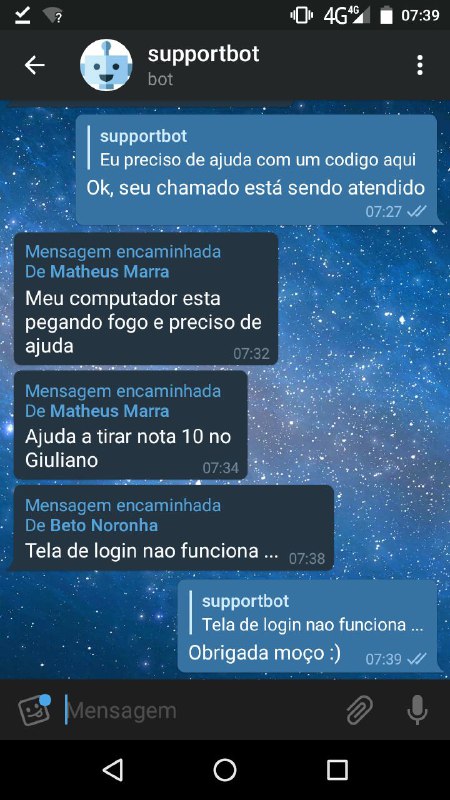 4G 4G 07:39
supportbot
bot
supportbot
Eu preciso de ajuda com um codigo aqui
Ok, seu chamado está sendo atendido
07:27
Mensagem encaminhada
De Matheus Marra
Meu computador esta
pegando fogo e preciso de
ajuda
07:32
Mensagem encaminhada
De Matheus Marra
Ajuda a tirar nota 10 no
Giuliano
07:34
Mensagem encaminhada
De Beto Noronha
Tela de login nao funciona ...
07:38
supportbot
Tela de login nao funciona ...
Obrigada moço :)
07:39
Mensagem